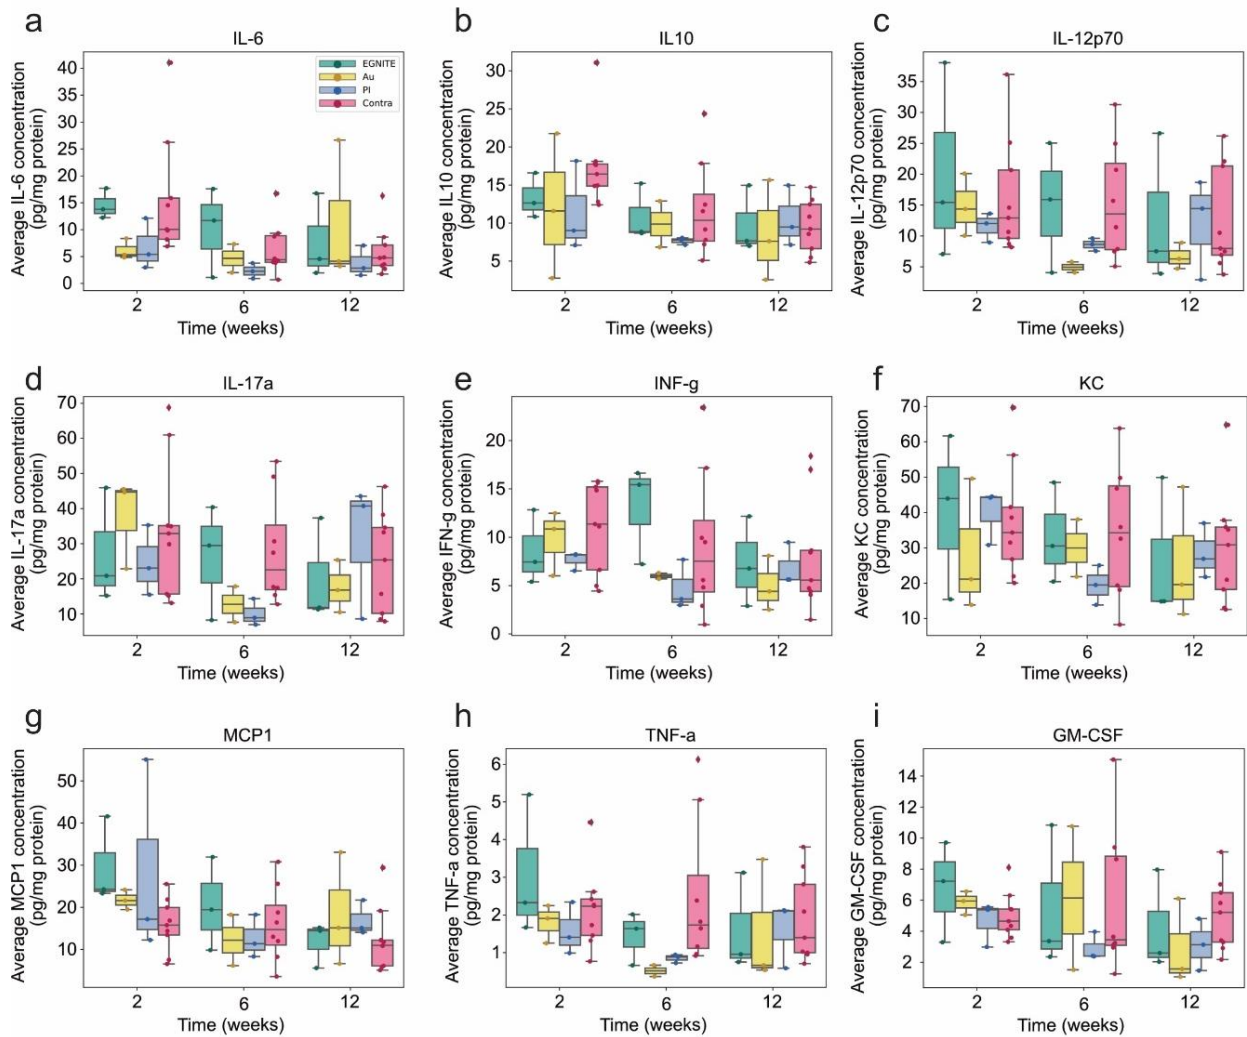 a
IL-6
Average IL-6 concentration
(pg/mg protein)
40
35
30
25
20
15
10
5
0
EGNITE
Au
PI
Contra
2
6
12
Time (weeks)
b
IL10
Average IL10 concentration
(pg/mg protein)
30
25
20
15
10
5
2
6
12
Time (weeks)
c
IL-12p70
Average IL-12p70 concentration
(pg/mg protein)
35
30
25
20
15
10
5
2
6
12
Time (weeks)
d
IL-17a
Average IL-17a concentration
(pg/mg protein)
70
60
50
40
30
20
10
2
6
12
Time (weeks)
e
INF-g
Average IFN-g concentration
(pg/mg protein)
20
15
10
5
0
2
6
12
Time (weeks)
f
KC
Average KC concentration
(pg/mg protein)
70
60
50
40
30
20
10
2
6
12
Time (weeks)
g
MCP1
Average MCP1 concentration
(pg/mg protein)
50
40
30
20
10
2
6
12
Time (weeks)
h
TNF-a
Average TNF-a concentration
(pg/mg protein)
6
5
4
3
2
1
2
6
12
Time (weeks)
i
GM-CSF
Average GM-CSF concentration
(pg/mg protein)
14
12
10
8
6
4
2
2
6
12
Time (weeks)